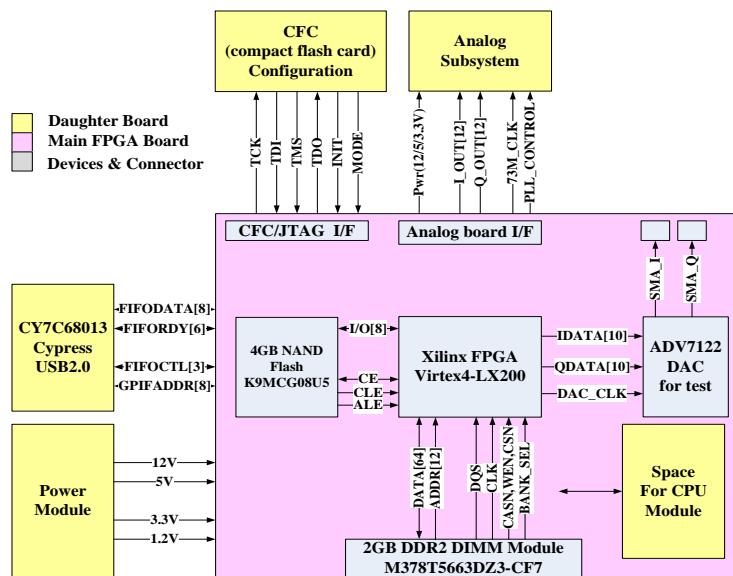 CFC
(compact flash card)
Configuration
Analog
Subsystem
Daughter Board
Main FPGA Board
Devices & Connector
TCK
TDI
TMS
TDO
INIT
MODE
Pwr(12/5/3.3V)
I_OUT[12]
Q_OUT[12]
73M_CLK
PLL_CONTROL
CFC/JTAG I/F
Analog board I/F
SMA_I
SMA_Q
CY7C68013
Cypress
USB2.0
FIFODATA[8]
FIFORDY[6]
FIFOCTL[3]
GPIFADDR[8]
4GB NAND
Flash
K9MCG08U5
I/O[8]
CE
CLE
ALE
Xilinx FPGA
Virtex4-LX200
IDATA[10]
QDATA[10]
DAC_CLK
ADV7122
DAC
for test
Power
Module
12V
5V
3.3V
1.2V
DATA[64]
ADDR[12]
DQS
CLK
CASN,WEN,CSN
BANK_SEL
Space
For CPU
Module
2GB DDR2 DIMM Module
M378T5663DZ3-CF7